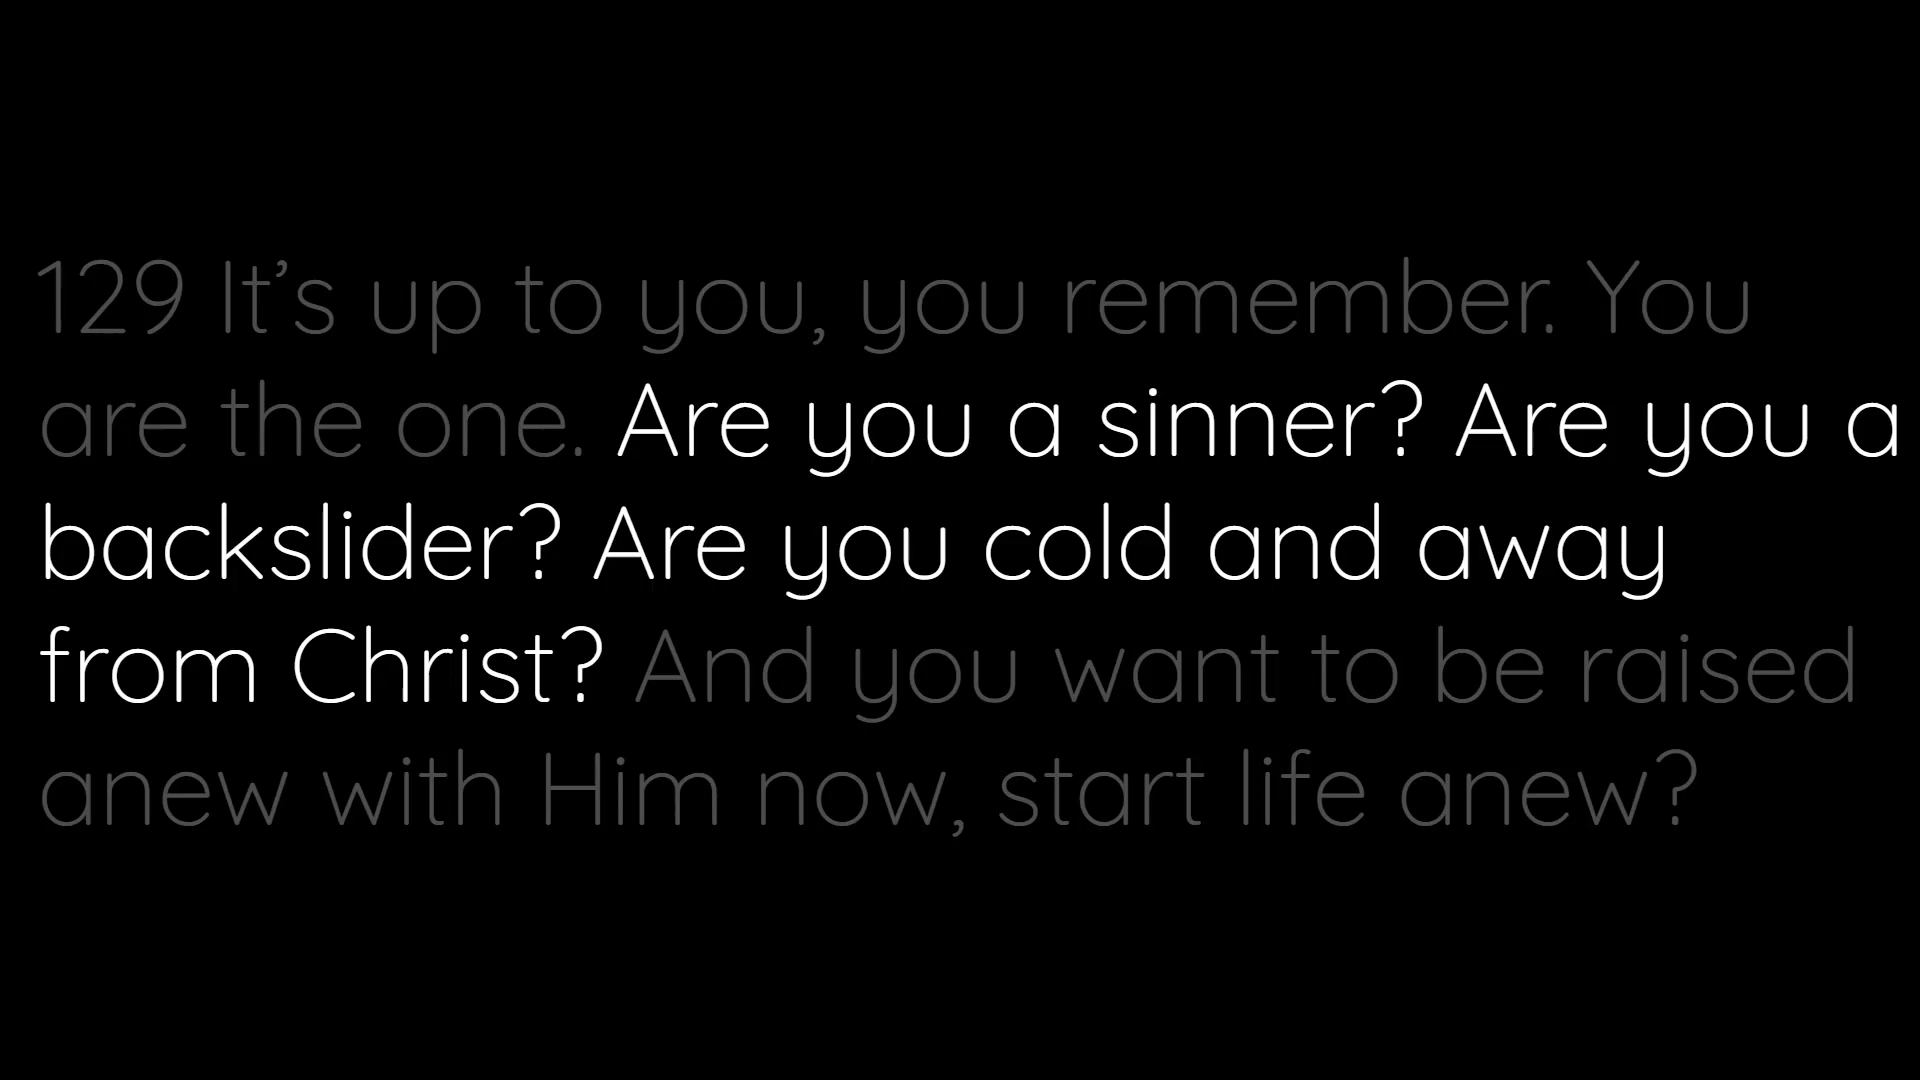 129 It’s up to you, you remember. You
are the one. Are you a sinner? Are you a
backslider? Are you cold and away
from Christ? And you want to be raised
anew with Him now, start life anew?